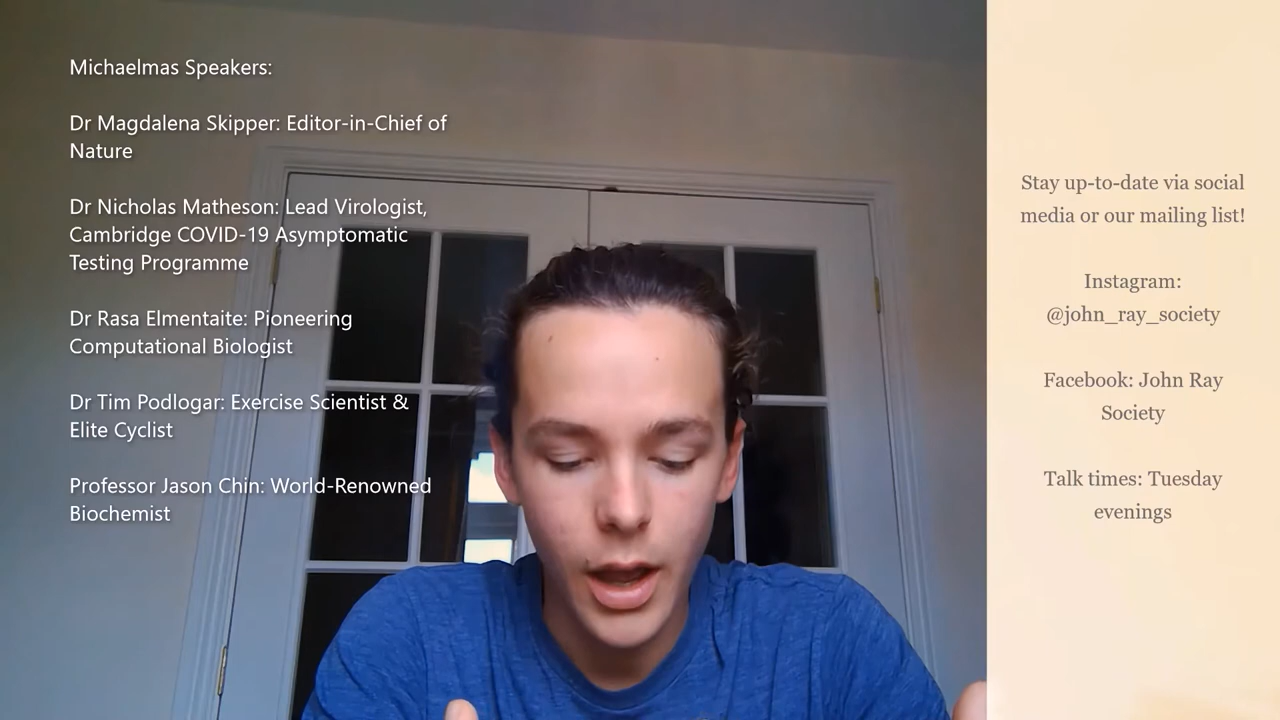 Michaelmas Speakers:
Dr Magdalena Skipper: Editor-in-Chief of
Nature
Dr Nicholas Matheson: Lead Virologist,
Cambridge COVID-19 Asymptomatic
Testing Programme
Dr Rasa Elmentaite: Pioneering
Computational Biologist
Dr Tim Podlogar: Exercise Scientist &
Elite Cyclist
Professor Jason Chin: World-Renowned
Biochemist
Stay up-to-date via social
media or our mailing list!
Instagram:
@john_ray_society
Facebook: John Ray
Society
Talk times: Tuesday
evenings